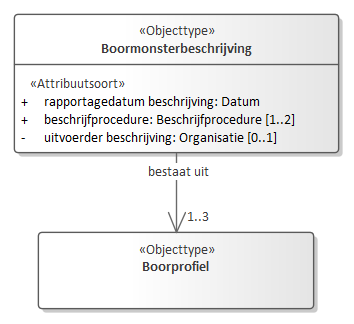 «Objecttype»
Boormonsterbeschrijving
«Attribuutsoort»
+ rapportagedatum beschrijving: Datum
+ beschrijfprocedure: Beschrijfprocedure [1..2]
- uitvoerder beschrijving: Organisatie [0..1]
bestaat uit
1..3
«Objecttype»
Boorprofiel